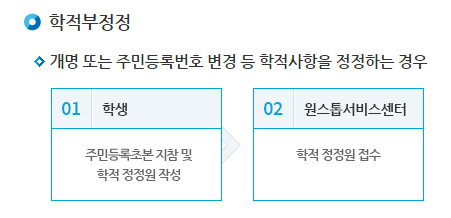 학적부정정
개명 또는 주민등록번호 변경 등 학적사항을 정정하는 경우
01 학생
주민등록초본 지참 및
학적 정정원 작성
02 원스톱서비스센터
학적 정정원 접수